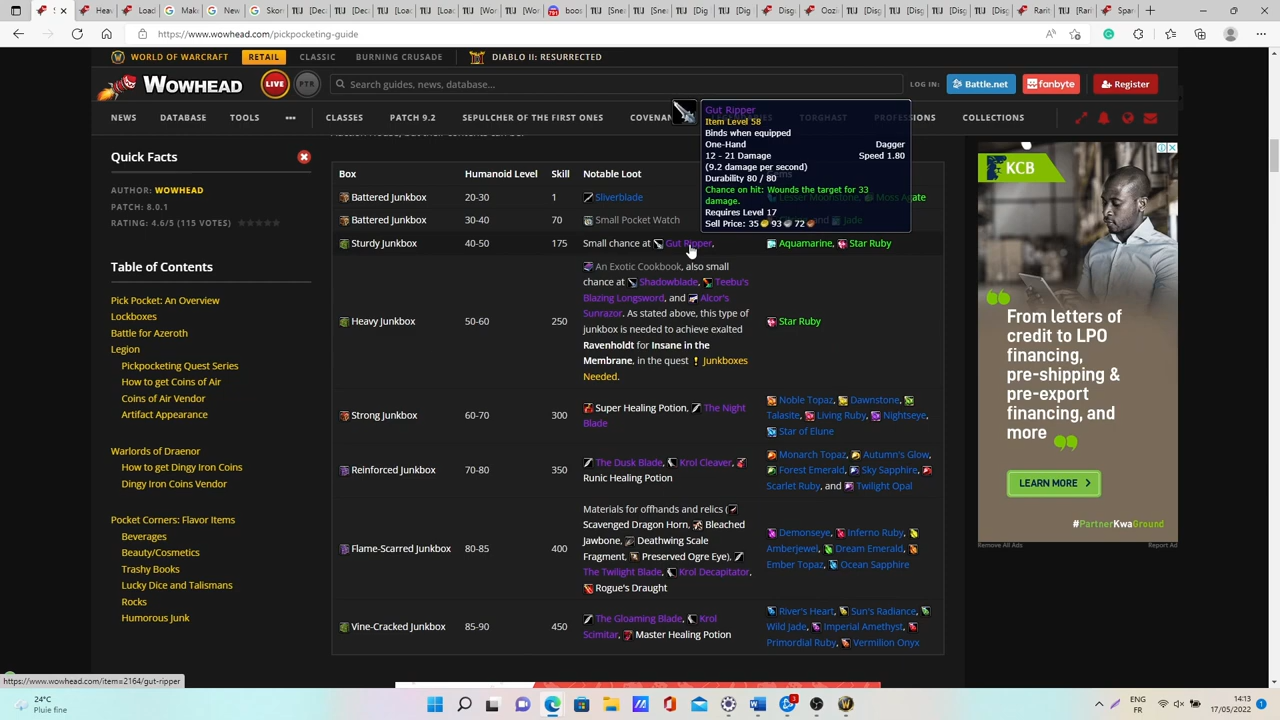 https://www.wowhead.com/pickpocketing-guide
WORLD OF WARCRAFT RETAIL CLASSIC BURNING CRUSADE DIABLO II: RESURRECTED
WOWHEAD LIVE PTR Search guides, news, database... LOG IN: Battle.net fanbyte Register
NEWS DATABASE TOOLS ••• CLASSES PATCH 9.2 SEPULCHER OF THE FIRST ONES COVENAN TORGHAST PROFESSIONS COLLECTIONS
Gut Ripper
Item Level 58
Binds when equipped
One-Hand Dagger
12 - 21 Damage Speed 1.80
(9.2 damage per second)
Durability 80 / 80
Chance on hit: Wounds the target for 33
damage.
Requires Level 17
Sell Price: 35 93 72
Quick Facts
AUTHOR: WOWHEAD
PATCH: 8.0.1
RATING: 4.6/5 (115 VOTES)
Table of Contents
Pick Pocket: An Overview
Lockboxes
Battle for Azeroth
Legion
Pickpocketing Quest Series
How to get Coins of Air
Coins of Air Vendor
Artifact Appearance
Warlords of Draenor
How to get Dingy Iron Coins
Dingy Iron Coins Vendor
Pocket Corners: Flavor Items
Beverages
Beauty/Cosmetics
Trashy Books
Lucky Dice and Talismans
Rocks
Humorous Junk
Box Humanoid Level Skill Notable Loot
Battered Junkbox 20-30 1 Sliverblade Lesser Moonstone, Moss Agate
Battered Junkbox 30-40 70 Small Pocket Watch and Jade
Sturdy Junkbox 40-50 175 Small chance at Gut Ripper, Aquamarine, Star Ruby
An Exotic Cookbook, also small
chance at Shadowblade, Teebu's
Blazing Longsword, and Alcor's
Sunrazor. As stated above, this type of
Heavy Junkbox 50-60 250 junkbox is needed to achieve exalted Star Ruby
Ravenholdt for Insane in the
Membrane, in the quest ! Junkboxes
Needed.
Strong Junkbox 60-70 300 Super Healing Potion, The Night
Blade
Noble Topaz, Dawnstone,
Talasite, Living Ruby, Nightseye,
Star of Elune
Reinforced Junkbox 70-80 350 The Dusk Blade, Krol Cleaver,
Runic Healing Potion
Monarch Topaz, Autumn's Glow,
Forest Emerald, Sky Sapphire,
Scarlet Ruby, and Twilight Opal
Flame-Scarred Junkbox 80-85 400 Materials for offhands and relics (
Scavenged Dragon Horn, Bleached
Jawbone, Deathwing Scale
Fragment, Preserved Ogre Eye),
The Twilight Blade, Krol Decapitator,
Rogue's Draught
Demonseye, Inferno Ruby,
Amberjewel, Dream Emerald,
Ember Topaz, Ocean Sapphire
Vine-Cracked Junkbox 85-90 450 The Gloaming Blade, Krol
Scimitar, Master Healing Potion
River's Heart, Sun's Radiance,
Wild Jade, Imperial Amethyst,
Primordial Ruby, Vermilion Onyx
KCB
From letters
of credit to LPO
financing,
pre-shipping &
pre-export
financing, and
more
LEARN MORE
#PartnerKwaGround
Remove All Ads Report Ad
https://www.wowhead.com/item=2164/gut-ripper
24°C
Pluie fine
ENG
FR
14:13
17/05/2022